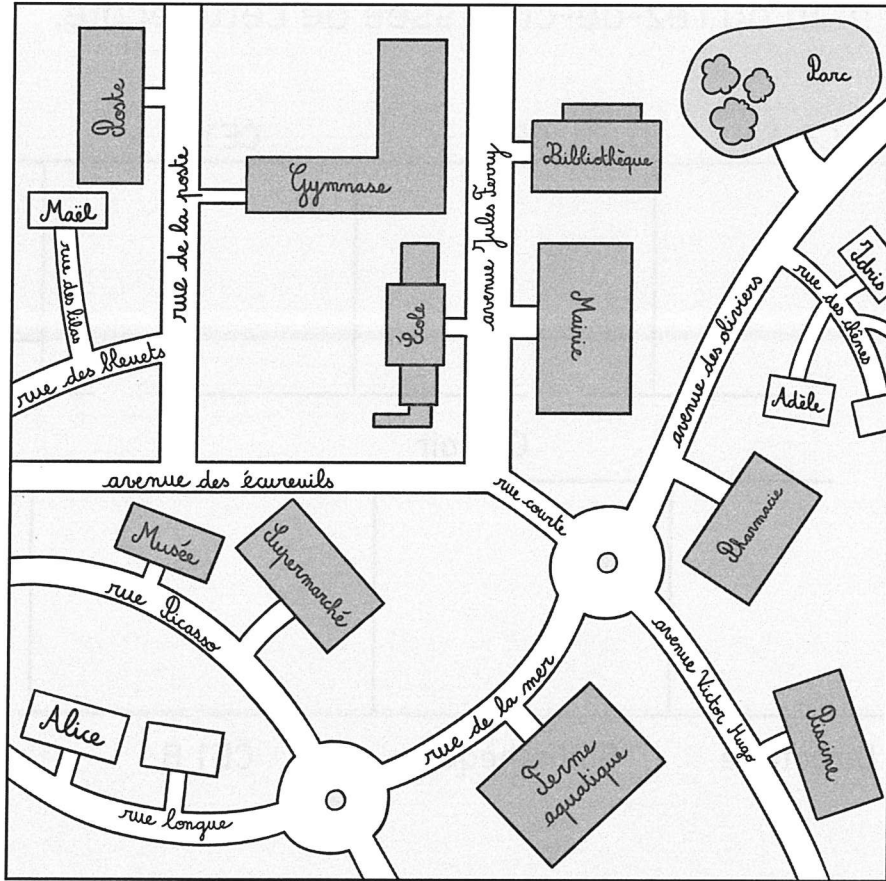 Poste
Parc
Bibliothèque
Gymnase
rue de la poste
avenue Jules Ferry
Maël
rue des lilas
Idris
rue des chênes
École
Mairie
avenue des oliviers
rue des bleuets
Adèle
avenue des écureuils
rue courte
Pharmacie
Musée
Supermarché
rue Picasso
avenue Victor Hugo
rue de la mer
Alice
Piscine
Ferme
aquatique
rue longue